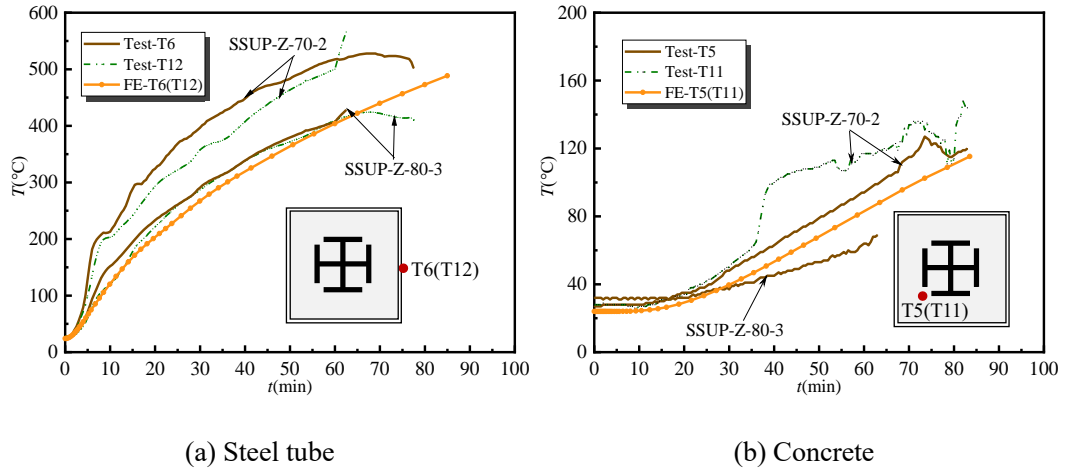 600
500
400
300
200
100
0
T(°C)
Test-T6
Test-T12
FE-T6(T12)
SSUP-Z-70-2
SSUP-Z-80-3
T6(T12)
0 10 20 30 40 50 60 70 80 90 100
t(min)
(a) Steel tube
200
160
120
80
40
0
T(°C)
Test-T5
Test-T11
FE-T5(T11)
SSUP-Z-70-2
SSUP-Z-80-3
T5(T11)
0 10 20 30 40 50 60 70 80 90 100
t(min)
(b) Concrete